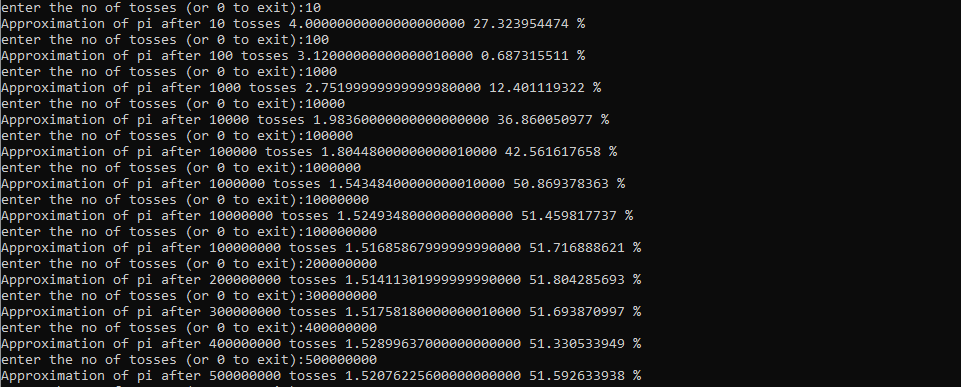 enter the no of tosses (or 0 to exit):10
Approximation of pi after 10 tosses 4.00000000000000000000 27.323954474 %
enter the no of tosses (or 0 to exit):100
Approximation of pi after 100 tosses 3.12000000000000010000 0.687315511 %
enter the no of tosses (or 0 to exit):1000
Approximation of pi after 1000 tosses 2.75199999999999980000 12.401119322 %
enter the no of tosses (or 0 to exit):10000
Approximation of pi after 10000 tosses 1.98360000000000000000 36.860050977 %
enter the no of tosses (or 0 to exit):100000
Approximation of pi after 100000 tosses 1.80448000000000010000 42.561617658 %
enter the no of tosses (or 0 to exit):1000000
Approximation of pi after 1000000 tosses 1.54348400000000010000 50.869378363 %
enter the no of tosses (or 0 to exit):10000000
Approximation of pi after 10000000 tosses 1.52493480000000000000 51.459817737 %
enter the no of tosses (or 0 to exit):100000000
Approximation of pi after 100000000 tosses 1.51685867999999990000 51.716888621 %
enter the no of tosses (or 0 to exit):200000000
Approximation of pi after 200000000 tosses 1.51411301999999990000 51.804285693 %
enter the no of tosses (or 0 to exit):300000000
Approximation of pi after 300000000 tosses 1.51758180000000010000 51.693870997 %
enter the no of tosses (or 0 to exit):400000000
Approximation of pi after 400000000 tosses 1.52899637000000000000 51.330533949 %
enter the no of tosses (or 0 to exit):500000000
Approximation of pi after 500000000 tosses 1.52076225600000000000 51.592633938 %